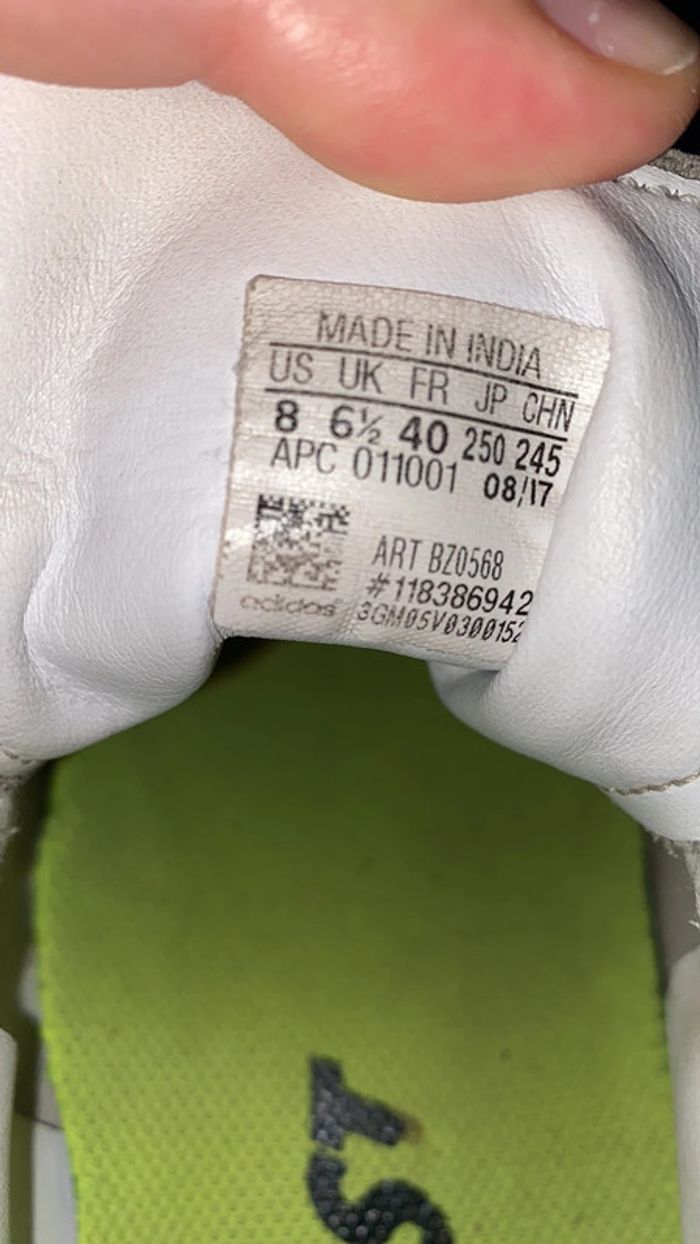 MADE IN INDIA
US UK FR JP CHN
8 6½ 40 250 245
APC 011001 08/17
ART BZ0568
#118386942
adidas 3GM05V0300152
ST